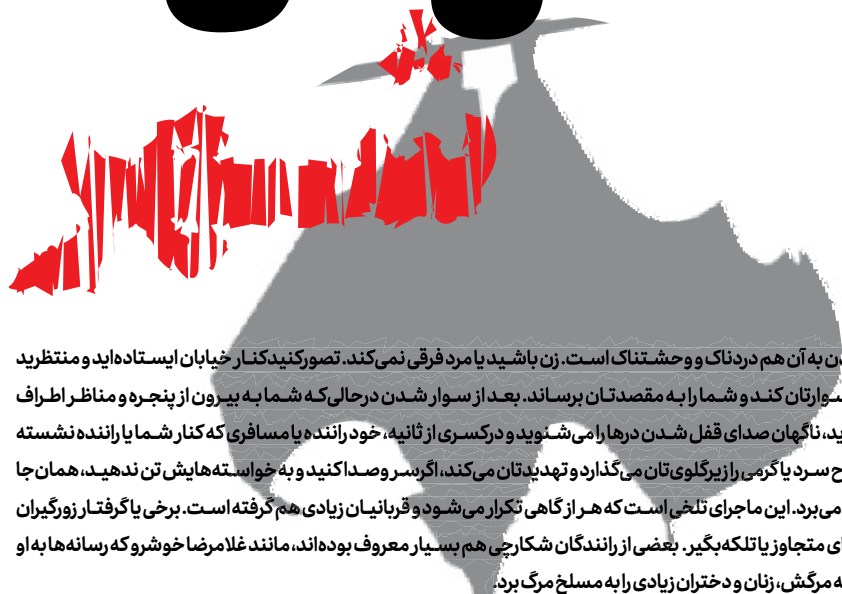 به آن هم دردناک و وحشتناک است. زن باشید یا مرد فرقی نمی‌کند. تصور کنید کنار خیابان ایستاده‌اید و منتظرید
کند و شما را به مقصدتان برساند. بعد از سوار شدن در حالی که شما به بیرون از پنجره و مناظر اطراف
ناگهان صدای قفل شدن درها را می‌شنوید و در کسری از ثانیه، خود راننده یا مسافری که کنار شما یا راننده نشسته
سرد یا گرمی را زیر گلوی‌تان می‌گذارد و تهدیدتان می‌کند، اگر سر و صدا کنید و به خواسته‌هایش تن ندهید، همان‌جا
می‌برد. این ماجرای تلخی است که هر از گاهی تکرار می‌شود و قربانیان زیادی هم گرفته است. برخی یا گرفتار زورگیران
متجاوز یا تلکه‌بگیر. بعضی از رانندگان شکارچی هم بسیار معروف بوده‌اند، مانند غلامرضا خوشرو که رسانه‌ها به او
مرگش، زنان و دختران زیادی را به مسلخ مرگ برد.